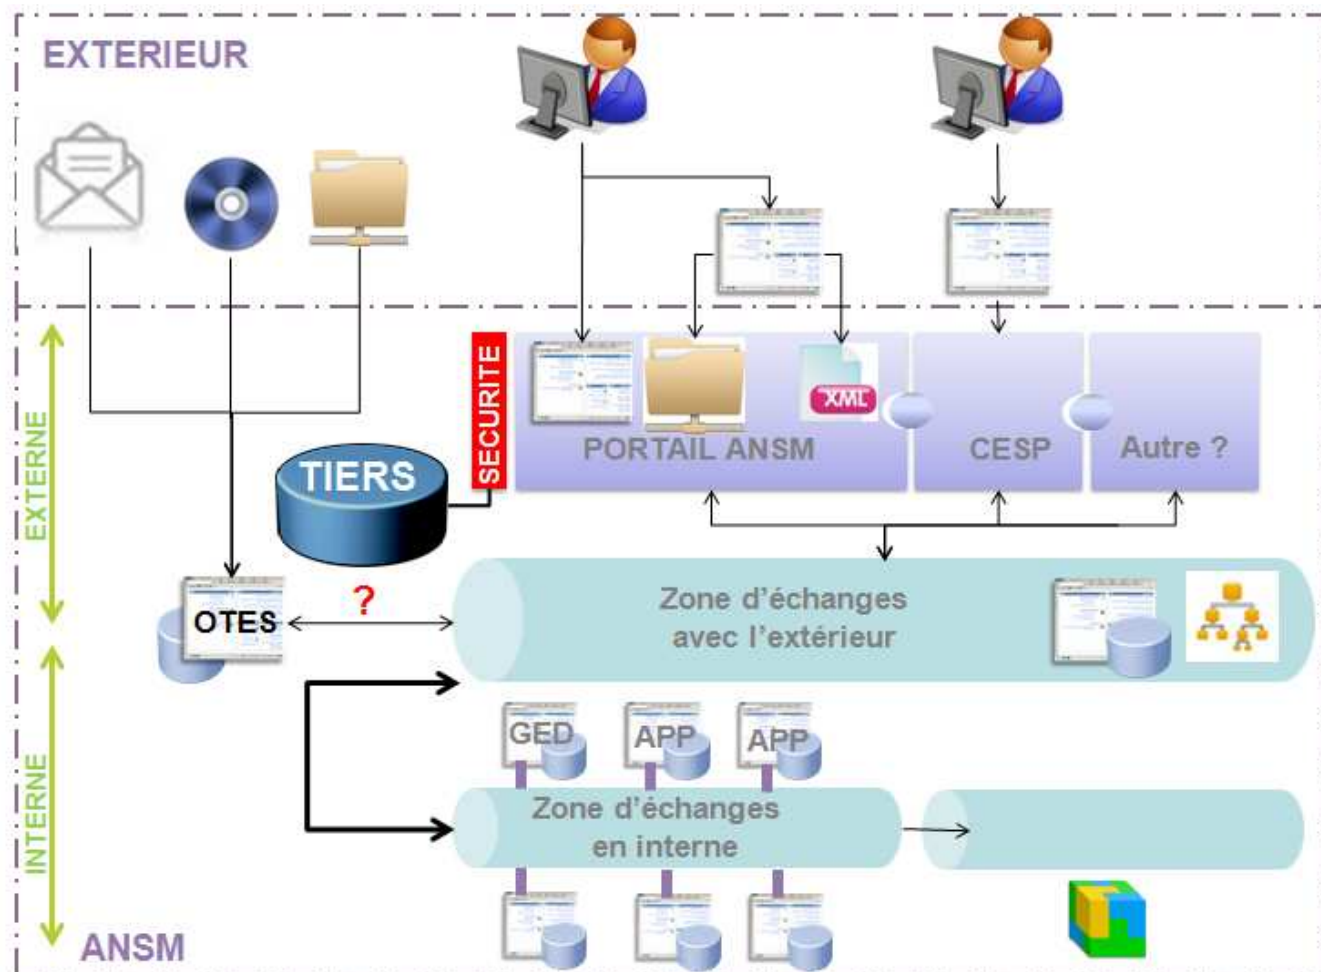 EXTERIEUR
EXTERNE
SECURITE
XML
PORTAIL ANSM
CESP
Autre ?
TIERS
OTES
?
Zone d'échanges
avec l'extérieur
INTERNE
GED
APP
APP
Zone d'échanges
en interne
ANSM